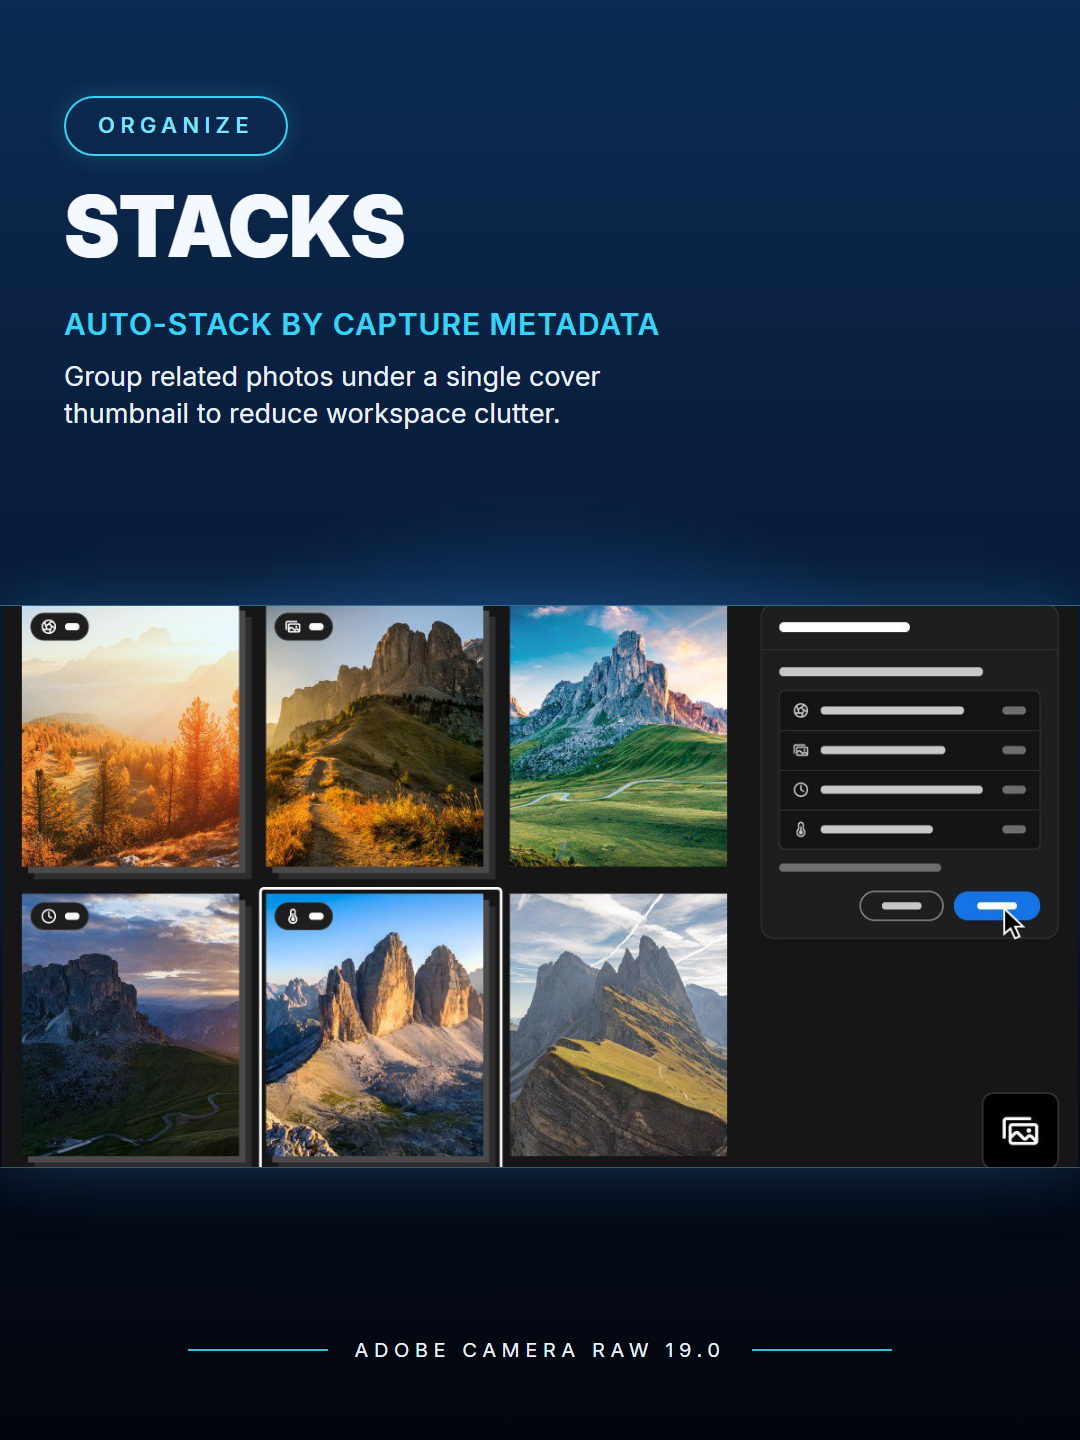 ORGANIZE
STACKS
AUTO-STACK BY CAPTURE METADATA
Group related photos under a single cover
thumbnail to reduce workspace clutter.
ADOBE CAMERA RAW 19.0